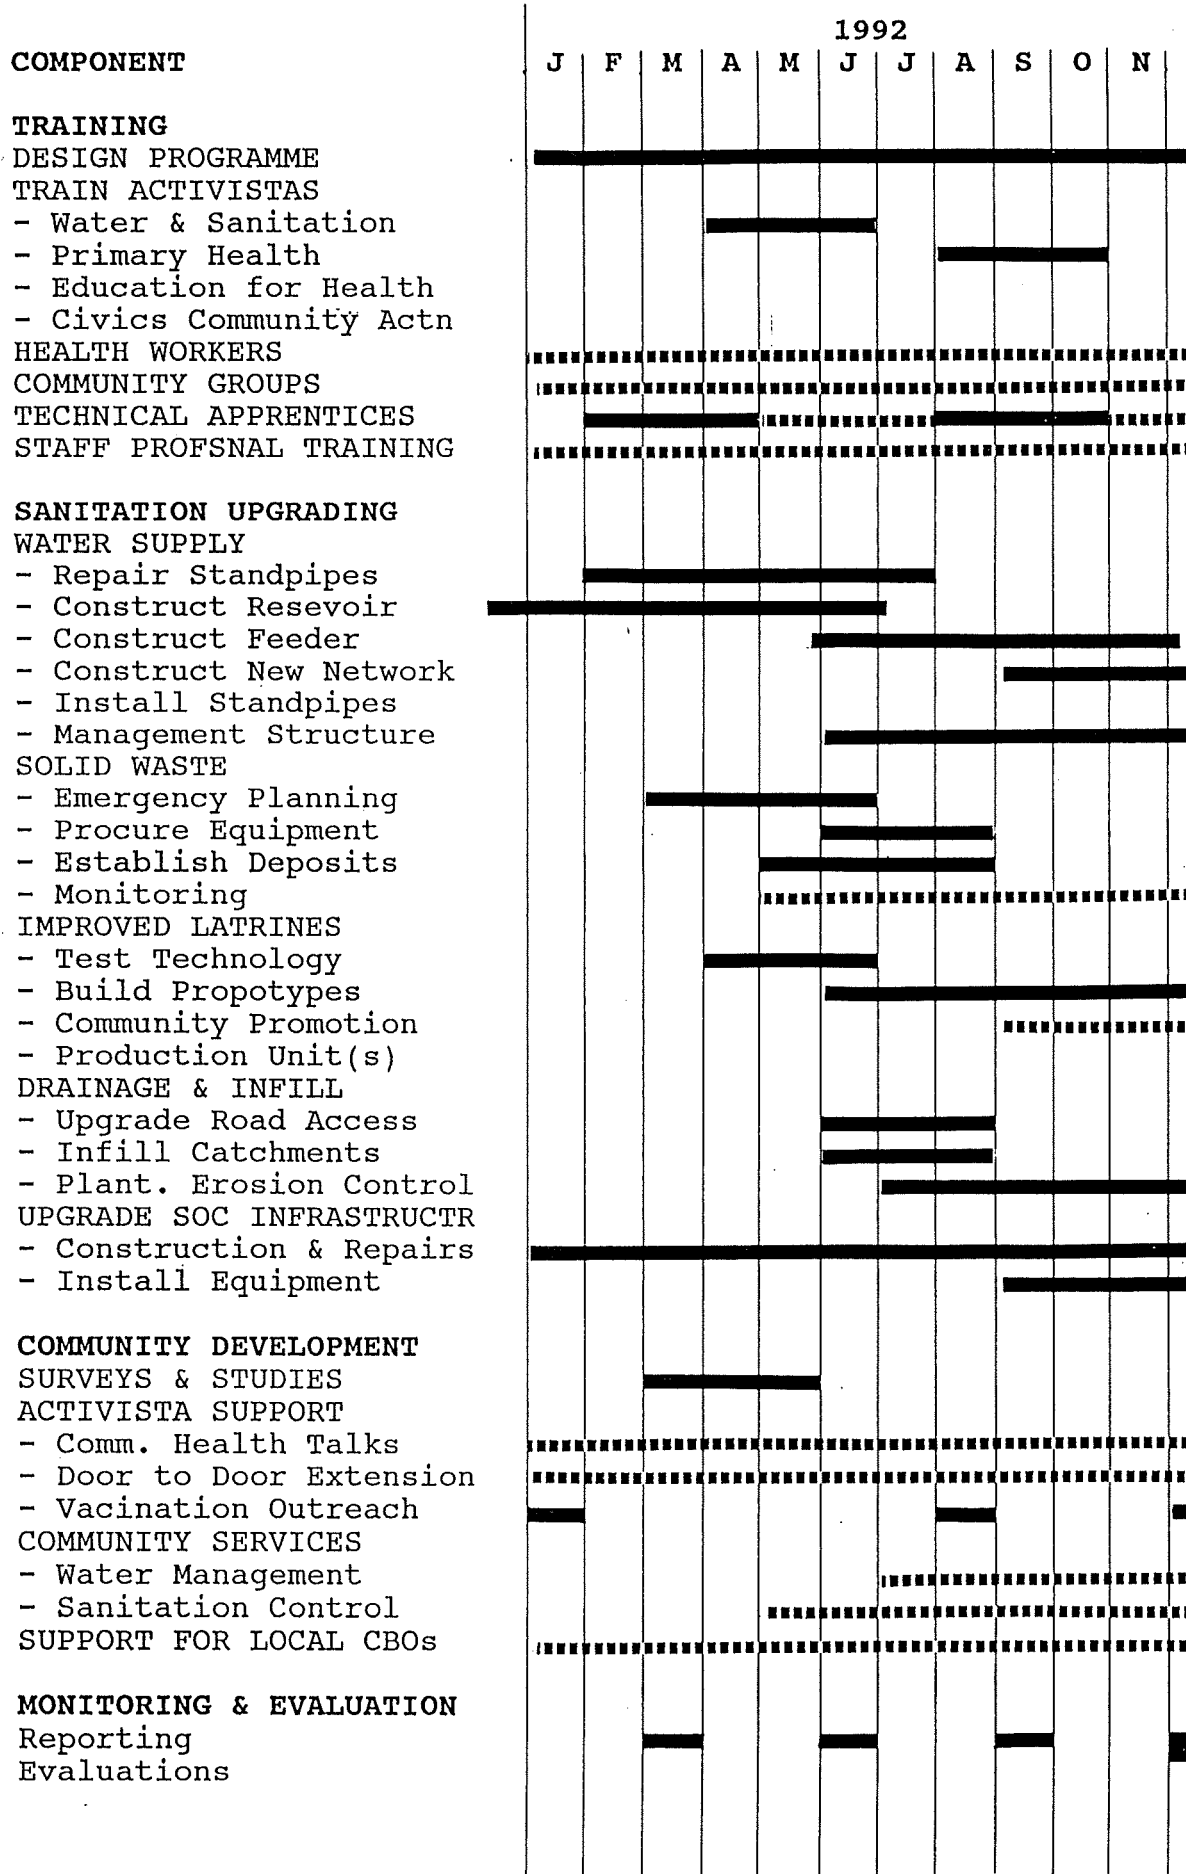 1992
COMPONENT J F M A M J J A S O N
TRAINING
DESIGN PROGRAMME
TRAIN ACTIVISTAS
- Water & Sanitation
- Primary Health
- Education for Health
- Civics Community Actn
HEALTH WORKERS
COMMUNITY GROUPS
TECHNICAL APPRENTICES
STAFF PROFSNAL TRAINING
SANITATION UPGRADING
WATER SUPPLY
- Repair Standpipes
- Construct Resevoir
- Construct Feeder
- Construct New Network
- Install Standpipes
- Management Structure
SOLID WASTE
- Emergency Planning
- Procure Equipment
- Establish Deposits
- Monitoring
IMPROVED LATRINES
- Test Technology
- Build Propotypes
- Community Promotion
- Production Unit(s)
DRAINAGE & INFILL
- Upgrade Road Access
- Infill Catchments
- Plant. Erosion Control
UPGRADE SOC INFRASTRUCTR
- Construction & Repairs
- Install Equipment
COMMUNITY DEVELOPMENT
SURVEYS & STUDIES
ACTIVISTA SUPPORT
- Comm. Health Talks
- Door to Door Extension
- Vacination Outreach
COMMUNITY SERVICES
- Water Management
- Sanitation Control
SUPPORT FOR LOCAL CBOs
MONITORING & EVALUATION
Reporting
Evaluations